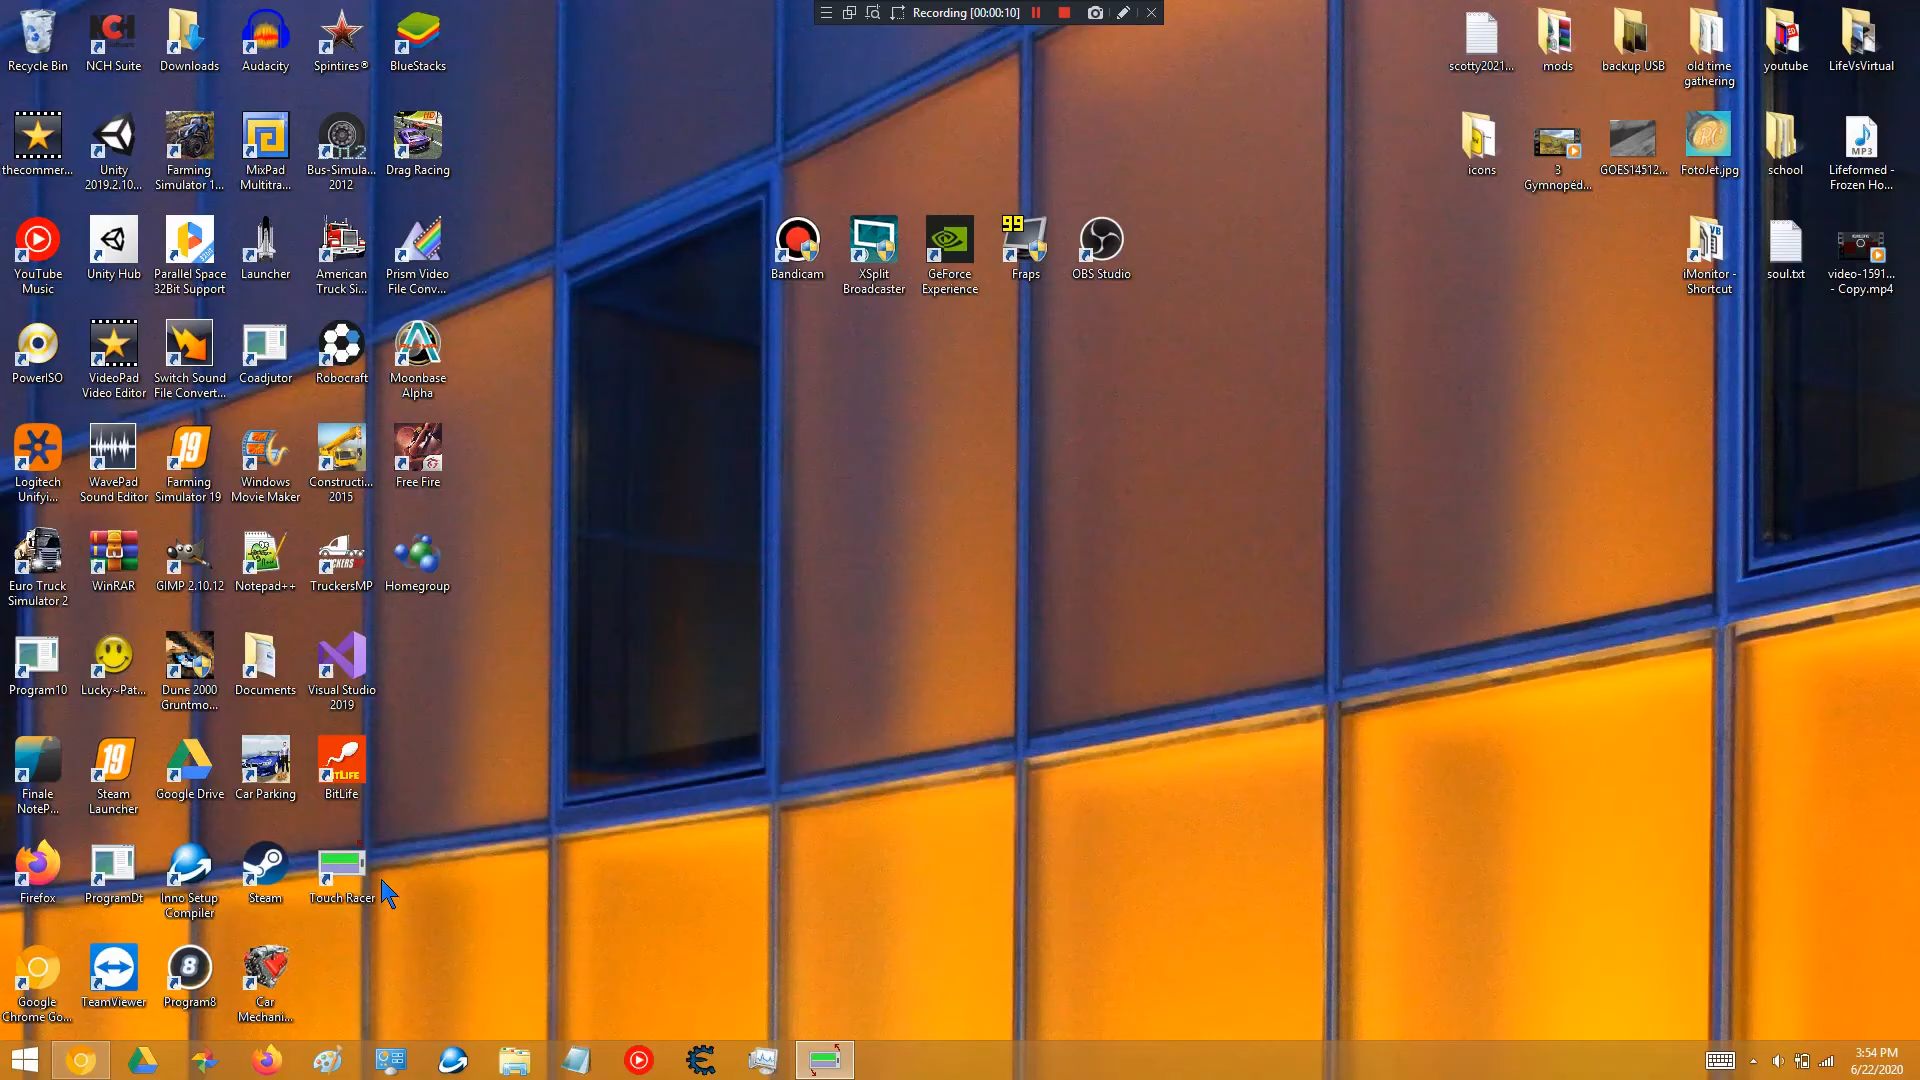 Recording [00:00:10]
Recycle Bin
NCH Suite
Downloads
Audacity
Spintires®
BlueStacks
scotty2021...
mods
backup USB
old time
gathering
youtube
LifeVsVirtual
thecommer...
Unity
2019.2.10...
Farming
Simulator 1...
MixPad
Multitra...
Bus-Simula...
2012
Drag Racing
icons
3
Gymnopéd...
GOES14512...
FotoJet.jpg
school
Lifeformed -
Frozen Ho...
YouTube
Music
Unity Hub
Parallel Space
32Bit Support
Launcher
American
Truck Si...
Prism Video
File Conv...
Bandicam
XSplit
Broadcaster
GeForce
Experience
99
Fraps
OBS Studio
iMonitor -
Shortcut
soul.txt
video-1591...
- Copy.mp4
PowerISO
VideoPad
Video Editor
Switch Sound
File Convert...
Coadjutor
Robocraft
Moonbase
Alpha
Logitech
Unifyi...
WavePad
Sound Editor
Farming
Simulator 19
Windows
Movie Maker
Constructi...
2015
Free Fire
Euro Truck
Simulator 2
WinRAR
GIMP 2.10.12
Notepad++
TruckersMP
Homegroup
Program10
Lucky~Pat...
Dune 2000
Gruntmo...
Documents
Visual Studio
2019
Finale
NoteP...
Steam
Launcher
Google Drive
Car Parking
BitLife
Firefox
ProgramDt
Inno Setup
Compiler
Steam
Touch Racer
Google
Chrome Go...
TeamViewer
Program8
Car
Mechani...
3:54 PM
6/22/2020